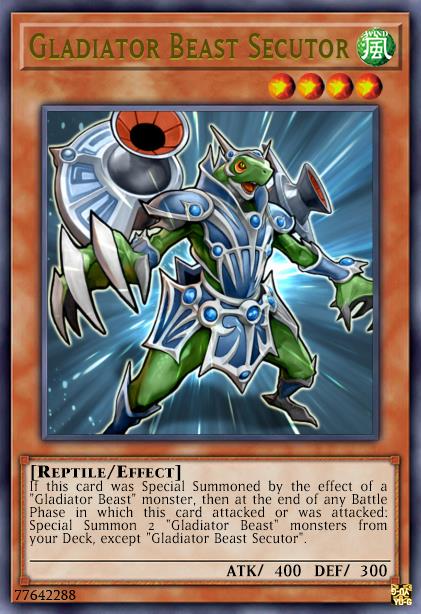 GLADIATOR BEAST SECUTOR
WIND
風
[REPTILE/EFFECT]
If this card was Special Summoned by the effect of a
"Gladiator Beast" monster, then at the end of any Battle
Phase in which this card attacked or was attacked:
Special Summon 2 "Gladiator Beast" monsters from
your Deck, except "Gladiator Beast Secutor".
ATK/ 400 DEF/ 300
77642288